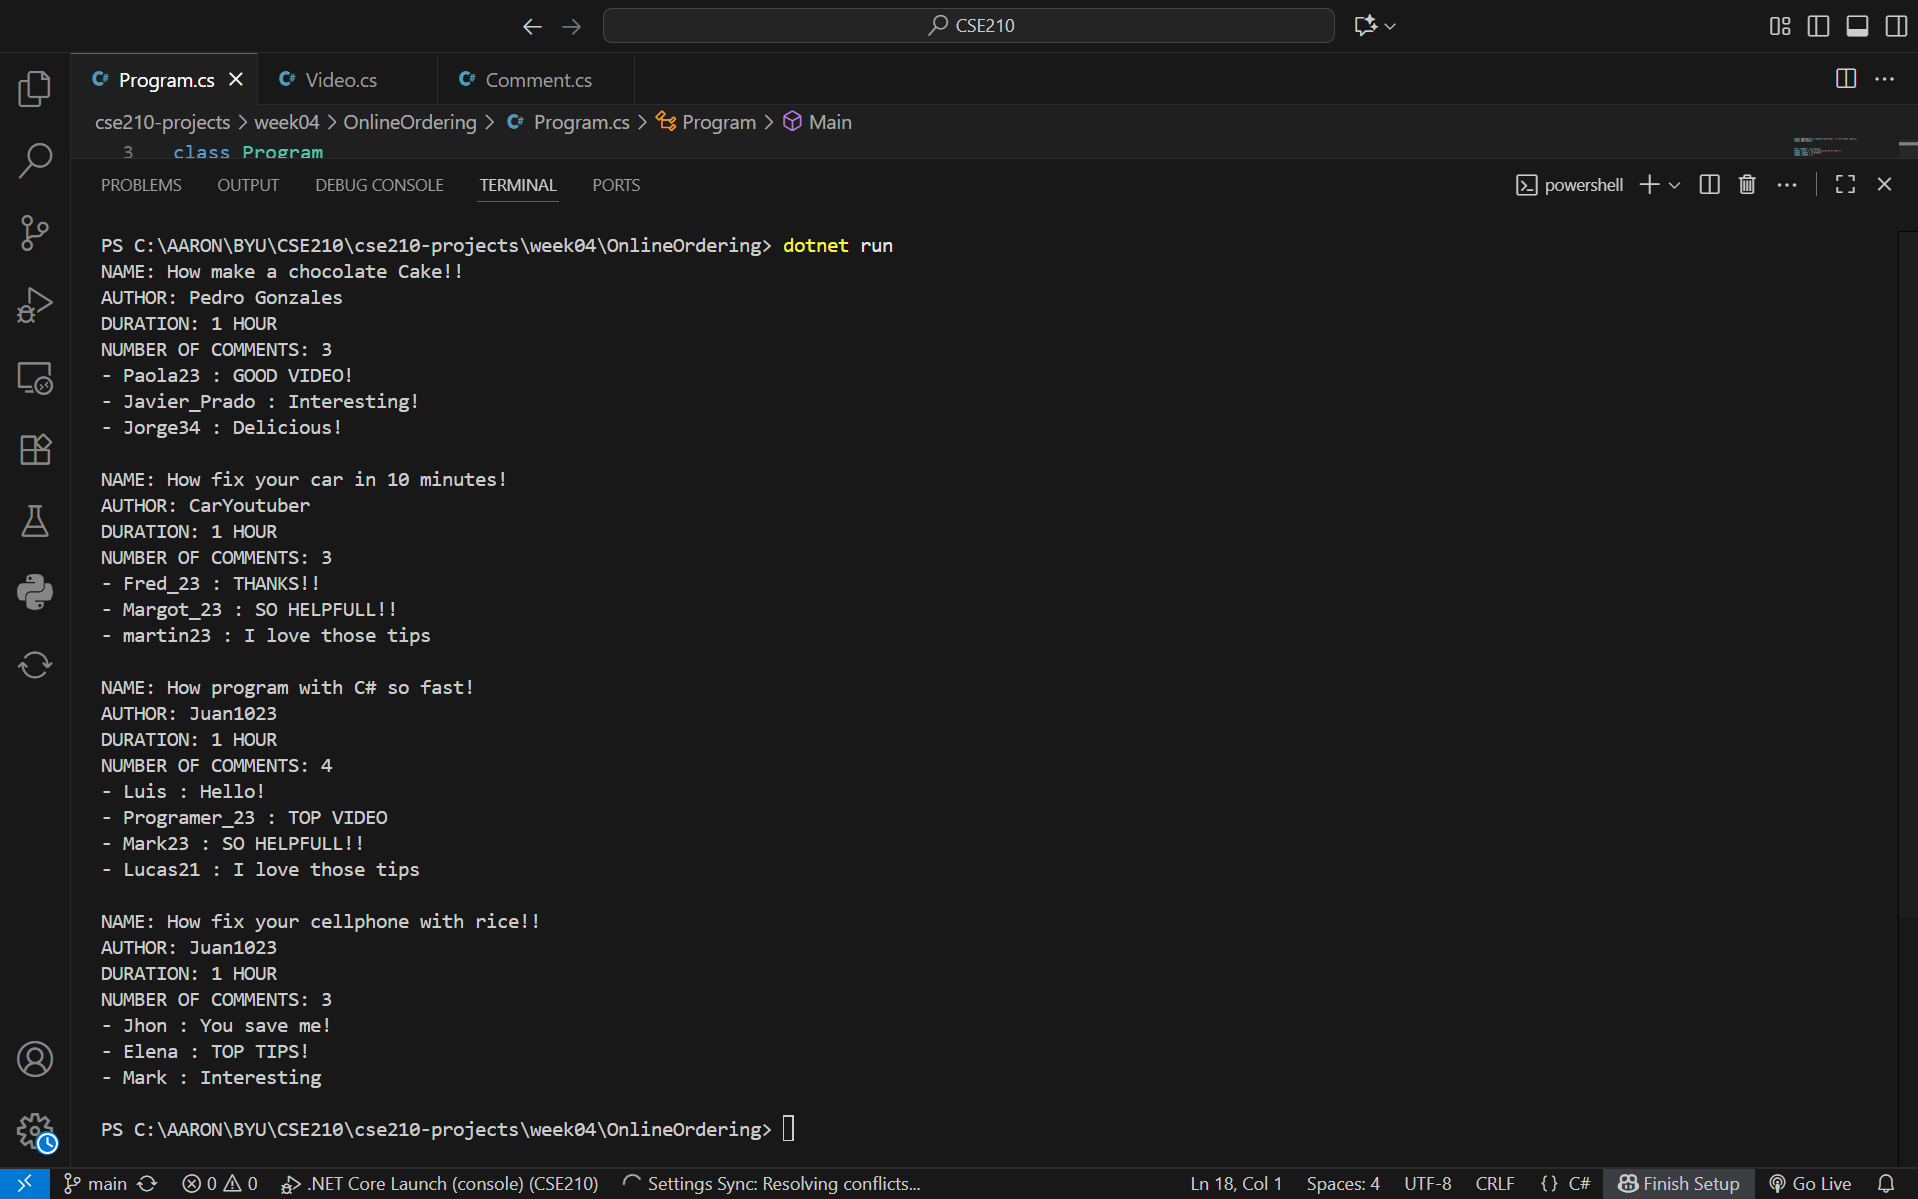 CSE210
Program.cs
Video.cs
Comment.cs
cse210-projects > week04 > OnlineOrdering > Program.cs > Program > Main
3 class Program
PROBLEMS OUTPUT DEBUG CONSOLE TERMINAL PORTS
powershell
PS C:\AARON\BYU\CSE210\cse210-projects\week04\OnlineOrdering> dotnet run
NAME: How make a chocolate Cake!!
AUTHOR: Pedro Gonzales
DURATION: 1 HOUR
NUMBER OF COMMENTS: 3
- Paola23 : GOOD VIDEO!
- Javier_Prado : Interesting!
- Jorge34 : Delicious!
NAME: How fix your car in 10 minutes!
AUTHOR: CarYoutuber
DURATION: 1 HOUR
NUMBER OF COMMENTS: 3
- Fred_23 : THANKS!!
- Margot_23 : SO HELPFULL!!
- martin23 : I love those tips
NAME: How program with C# so fast!
AUTHOR: Juan1023
DURATION: 1 HOUR
NUMBER OF COMMENTS: 4
- Luis : Hello!
- Programer_23 : TOP VIDEO
- Mark23 : SO HELPFULL!!
- Lucas21 : I love those tips
NAME: How fix your cellphone with rice!!
AUTHOR: Juan1023
DURATION: 1 HOUR
NUMBER OF COMMENTS: 3
- Jhon : You save me!
- Elena : TOP TIPS!
- Mark : Interesting
PS C:\AARON\BYU\CSE210\cse210-projects\week04\OnlineOrdering>
main 0 0 .NET Core Launch (console) (CSE210) Settings Sync: Resolving conflicts... Ln 18, Col 1 Spaces: 4 UTF-8 CRLF {} C# Finish Setup Go Live